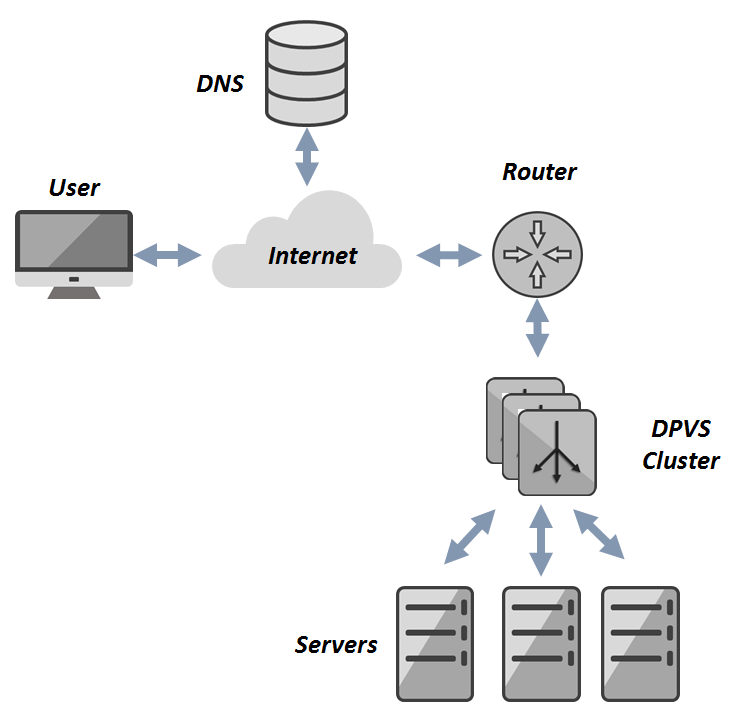 DNS
User
Router
Internet
DPVS
Cluster
Servers